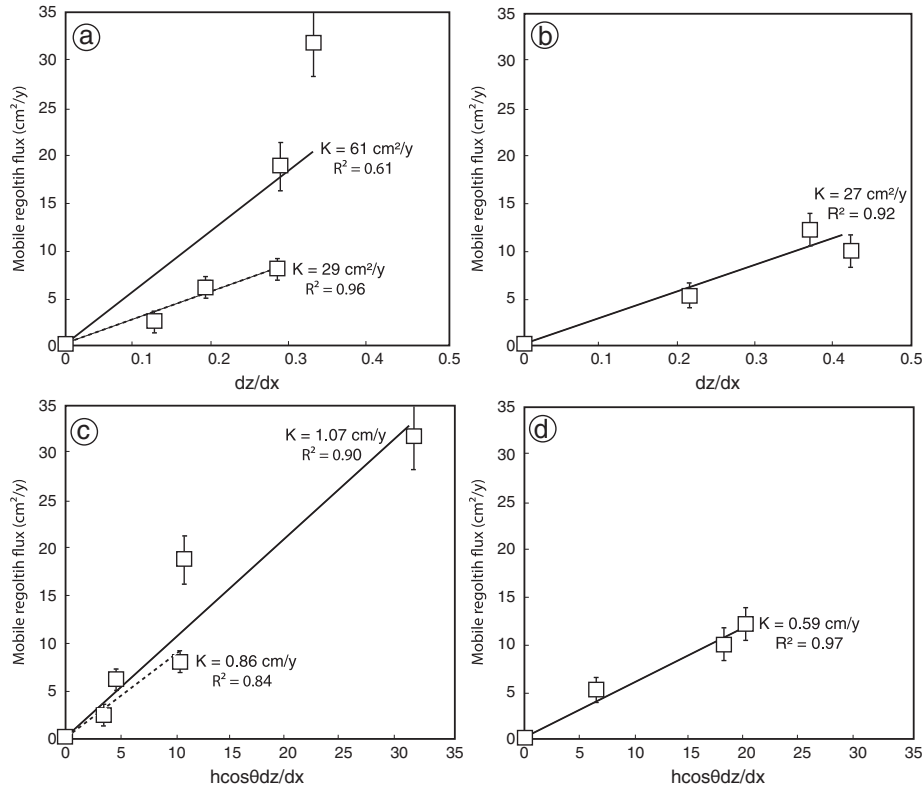 a
35
30
25
20
15
10
5
0
Mobile regoltih flux (cm²/y)
K = 61 cm²/y
R² = 0.61
K = 29 cm²/y
R² = 0.96
0 0.1 0.2 0.3 0.4 0.5
dz/dx
b
35
30
25
20
15
10
5
0
Mobile regoltih flux (cm²/y)
K = 27 cm²/y
R² = 0.92
0 0.1 0.2 0.3 0.4 0.5
dz/dx
c
35
30
25
20
15
10
5
0
Mobile regoltih flux (cm²/y)
K = 1.07 cm/y
R² = 0.90
K = 0.86 cm/y
R² = 0.84
0 5 10 15 20 25 30 35
hcosθdz/dx
d
35
30
25
20
15
10
5
0
Mobile regoltih flux (cm²/y)
K = 0.59 cm/y
R² = 0.97
0 5 10 15 20 25 30 35
hcosθdz/dx